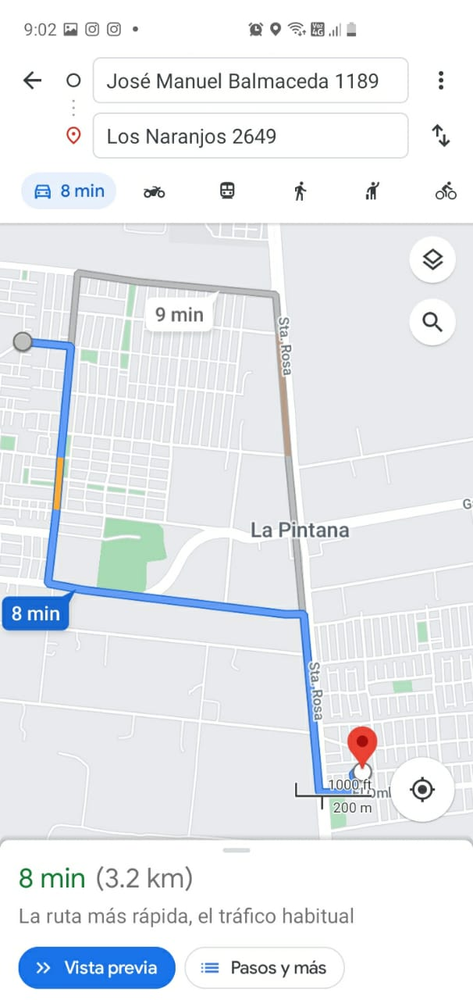 9:02
Voz
4G
José Manuel Balmaceda 1189
Los Naranjos 2649
8 min
9 min
Sta. Rosa
G
La Pintana
8 min
Sta. Rosa
1000 ft
200 m
8 min (3.2 km)
La ruta más rápida, el tráfico habitual
Vista previa
Pasos y más